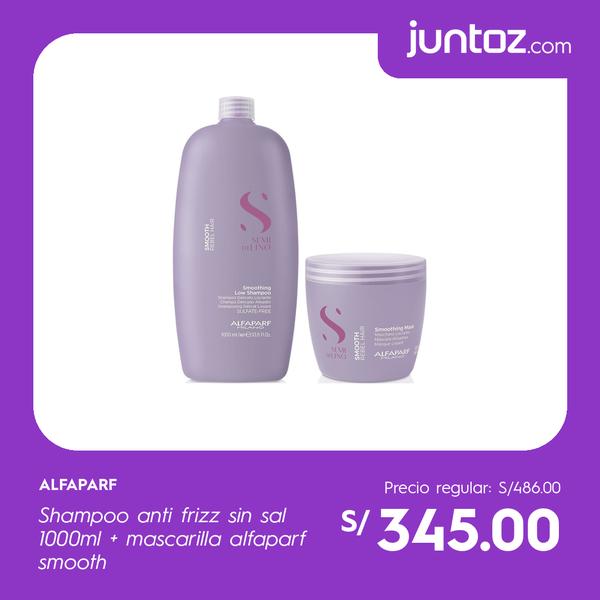 juntoz.com
SMOOTH
REBEL HAIR
S
SEMI
DI LINO
Smoothing
Low Shampoo
SULFATE-FREE
ALFAPARF
MILANO
SMOOTH
REBEL HAIR
S
SEMI
DI LINO
Smoothing Mask
ALFAPARF
MILANO
ALFAPARF
Shampoo anti frizz sin sal
1000ml + mascarilla alfaparf
smooth
Precio regular: S/486.00
S/ 345.00